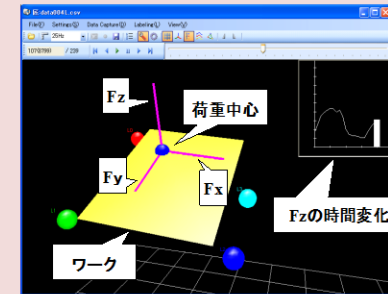 E:data0041.csv
File(F) Settings(S) Data Capture(D) Labeling(L) View(V)
25Hz
/ 239
Fz
荷重中心
Fy
Fx
Fzの時間変化
ワーク